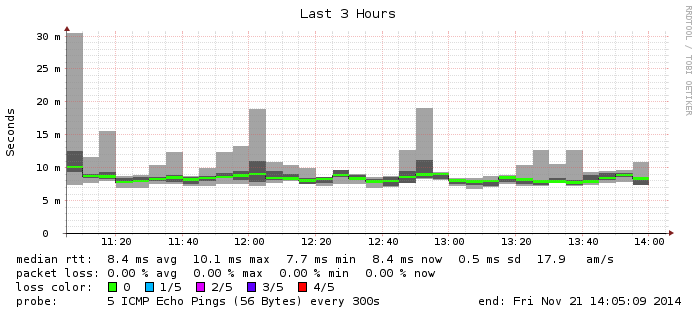 Last 3 Hours
RRDTOOL / TOBI OETIKER
Seconds
30 m
25 m
20 m
15 m
10 m
5 m
0
11:20 11:40 12:00 12:20 12:40 13:00 13:20 13:40 14:00
median rtt: 8.4 ms avg 10.1 ms max 7.7 ms min 8.4 ms now 0.5 ms sd 17.9 am/s
packet loss: 0.00 % avg 0.00 % max 0.00 % min 0.00 % now
loss color: 0 1/5 2/5 3/5 4/5
probe: 5 ICMP Echo Pings (56 Bytes) every 300s end: Fri Nov 21 14:05:09 2014